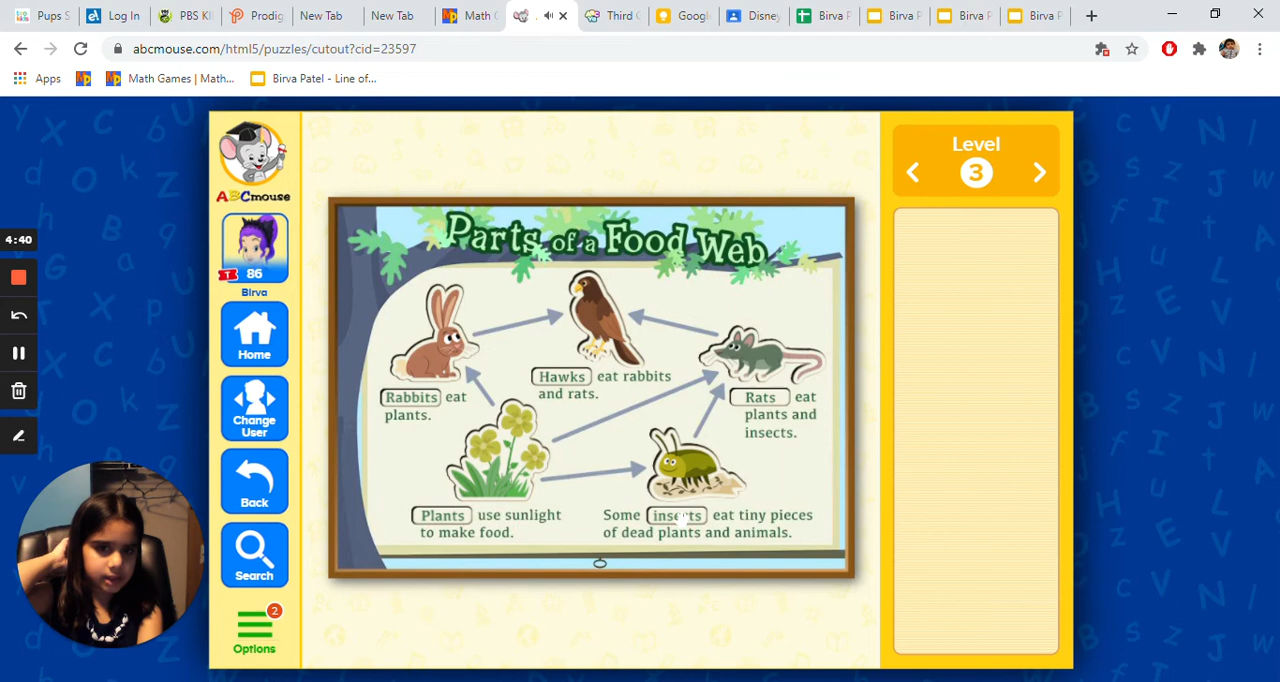 Pups S
Log In
PBS KI
Prodig
New Tab
New Tab
Math G
Third G
Googl
Disney
Birva P
Birva P
Birva P
Birva P
abcmouse.com/html5/puzzles/cutout?cid=23597
Apps
Math Games | Math...
Birva Patel - Line of...
4:40
ABCmouse
T 86
Birva
Home
Change
User
Back
Search
2
Options
Level
3
Parts of a Food Web
Rabbits eat
plants.
Hawks eat rabbits
and rats.
Rats eat
plants and
insects.
Plants use sunlight
to make food.
Some insects eat tiny pieces
of dead plants and animals.